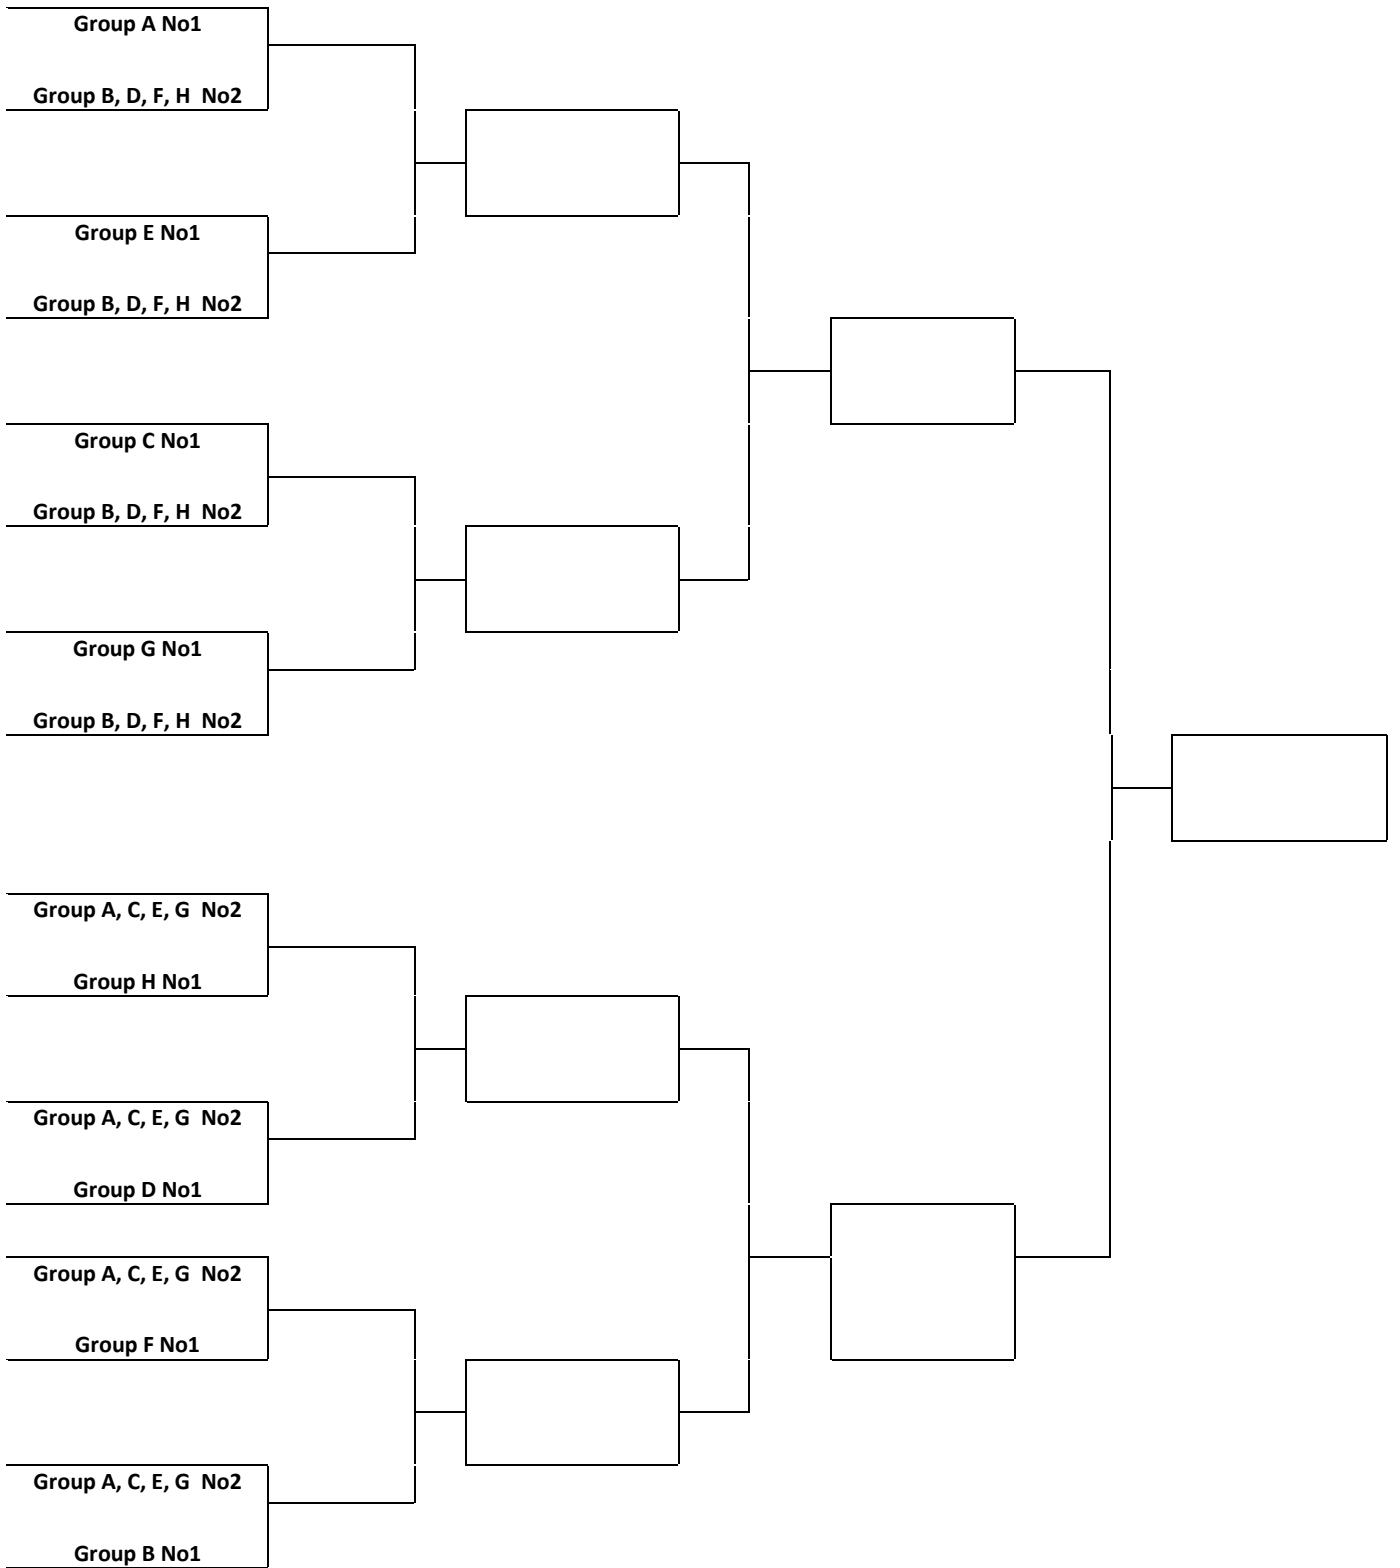 Group A No1
Group B, D, F, H  No2
Group E No1
Group B, D, F, H  No2
Group C No1
Group B, D, F, H  No2
Group G No1
Group B, D, F, H  No2
Group A, C, E, G  No2
Group H No1
Group A, C, E, G  No2
Group D No1
Group A, C, E, G  No2
Group F No1
Group A, C, E, G  No2
Group B No1